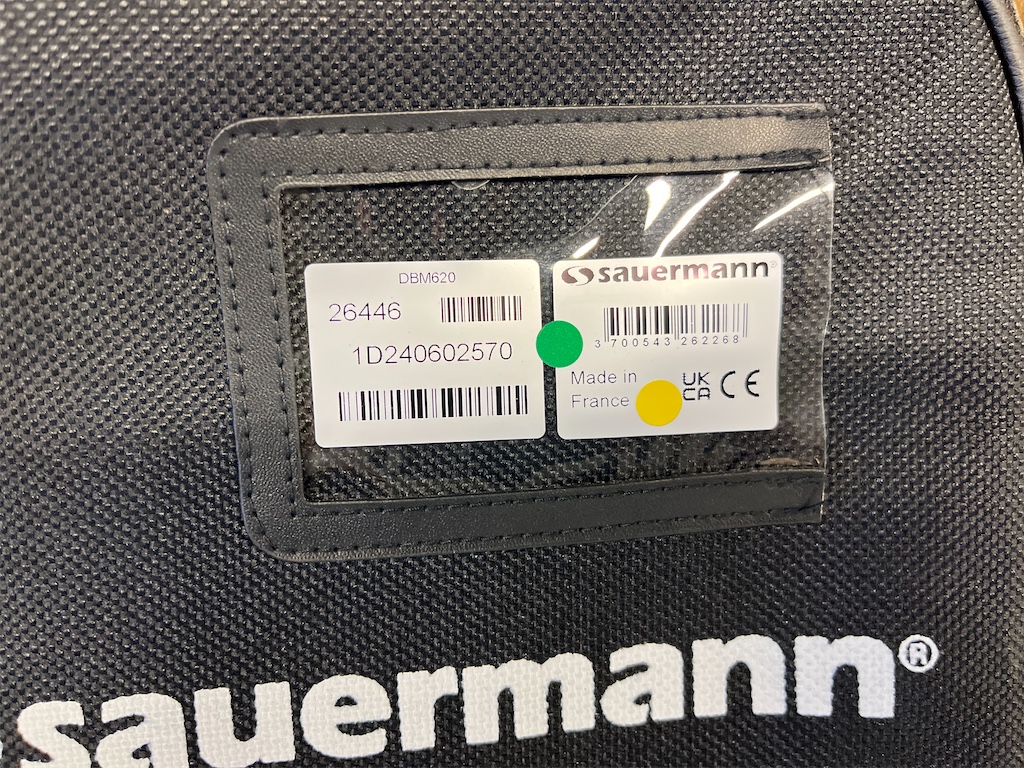 DBM620
26446
1D240602570
sauermann®
3 700543 262268
Made in
France
UK
CA
CE
sauermann®